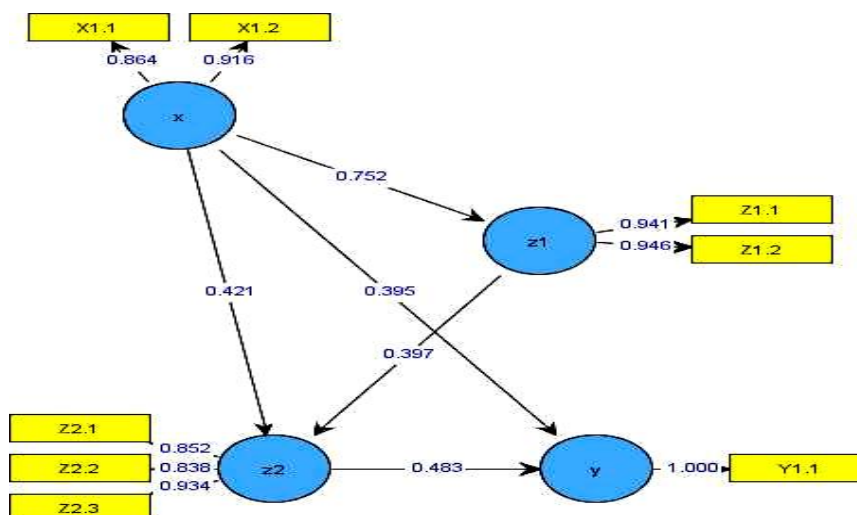 X1.1
X1.2
0.864
0.916
x
0.752
z1
0.941
Z1.1
0.946
Z1.2
0.421
0.395
0.397
Z2.1
0.852
Z2.2
0.838
Z2.3
0.934
z2
0.483
y
1.000
Y1.1